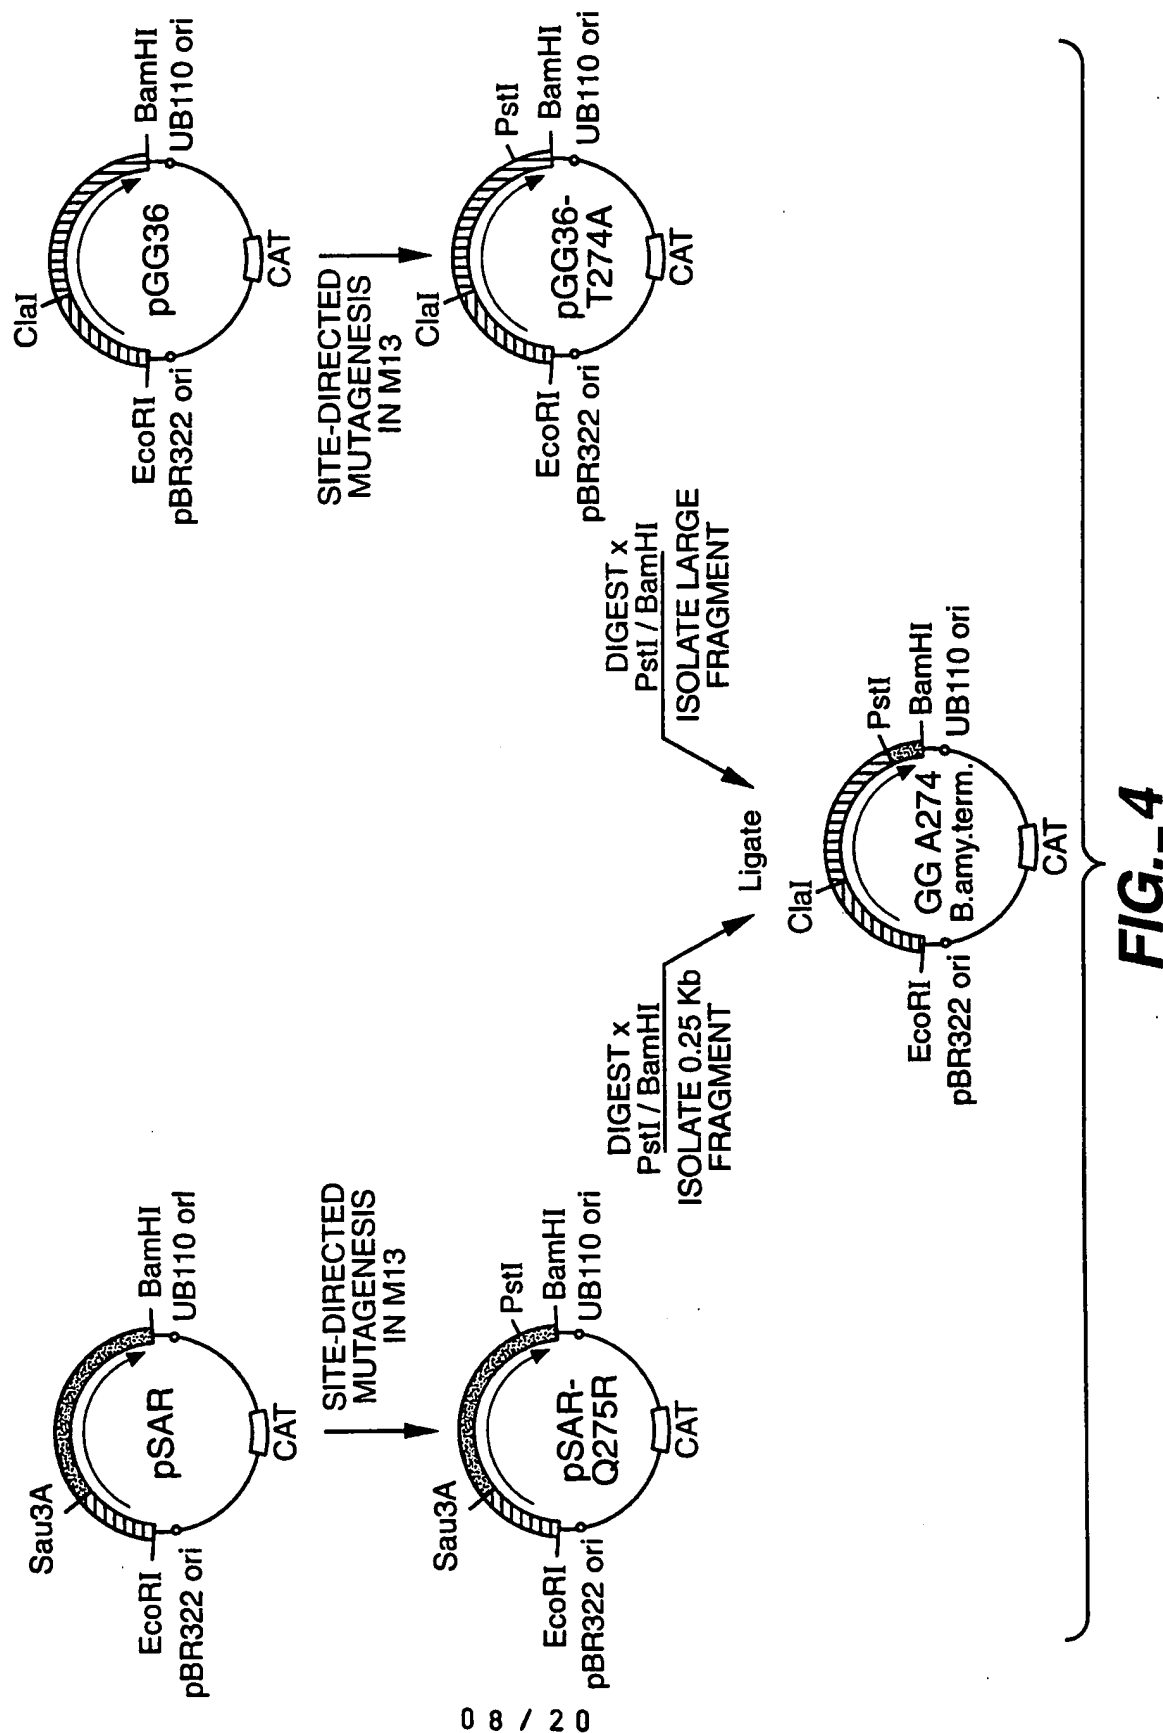 Sau3A
EcoRI
pBR322 ori
pSAR
BamHI
UB110 orI
CAT
SITE-DIRECTED
MUTAGENESIS
IN M13
Sau3A
EcoRI
pBR322 ori
pSAR-
Q275R
PstI
BamHI
UB110 ori
CAT
ClaI
EcoRI
pBR322 ori
pGG36
BamHI
UB110 ori
CAT
SITE-DIRECTED
MUTAGENESIS
IN M13
ClaI
EcoRI
pBR322 ori
pGG36-
T274A
PstI
BamHI
UB110 ori
CAT
DIGEST x
PstI / BamHI
ISOLATE 0.25 Kb
FRAGMENT
DIGEST x
PstI / BamHI
ISOLATE LARGE
FRAGMENT
Ligate
ClaI
EcoRI
pBR322 ori
GG A274
B.amy.term.
PstI
BamHI
UB110 ori
CAT
FIG._4
08/20